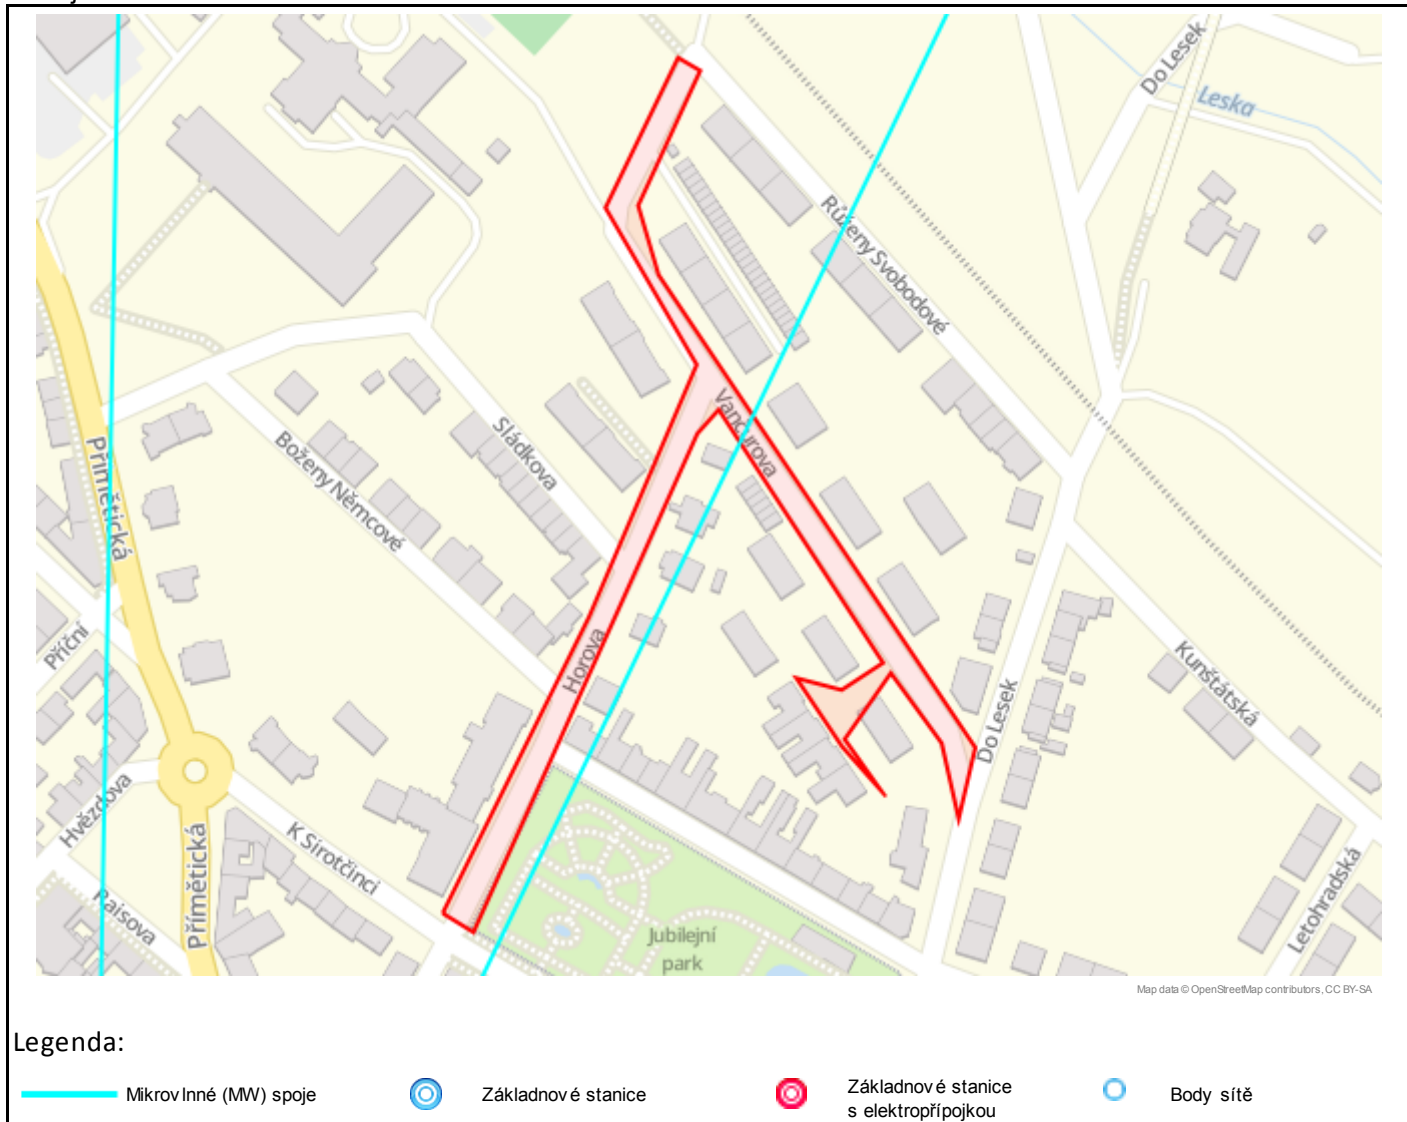 Do Lesek
Leska
Růženy Svobodové
Vančurova
Sládkova
Boženy Němcové
Přímětická
Příční
Horova
Do Lesek
Kunštátská
Hvězdova
K Sirotčinci
Přímětická
Raisova
Letohradská
Jubilejní
park
Map data © OpenStreetMap contributors, CC BY-SA
Legenda:
Mikrovlnné (MW) spoje
Základnové stanice
Základnové stanice
s elektropřípojkou
Body sítě